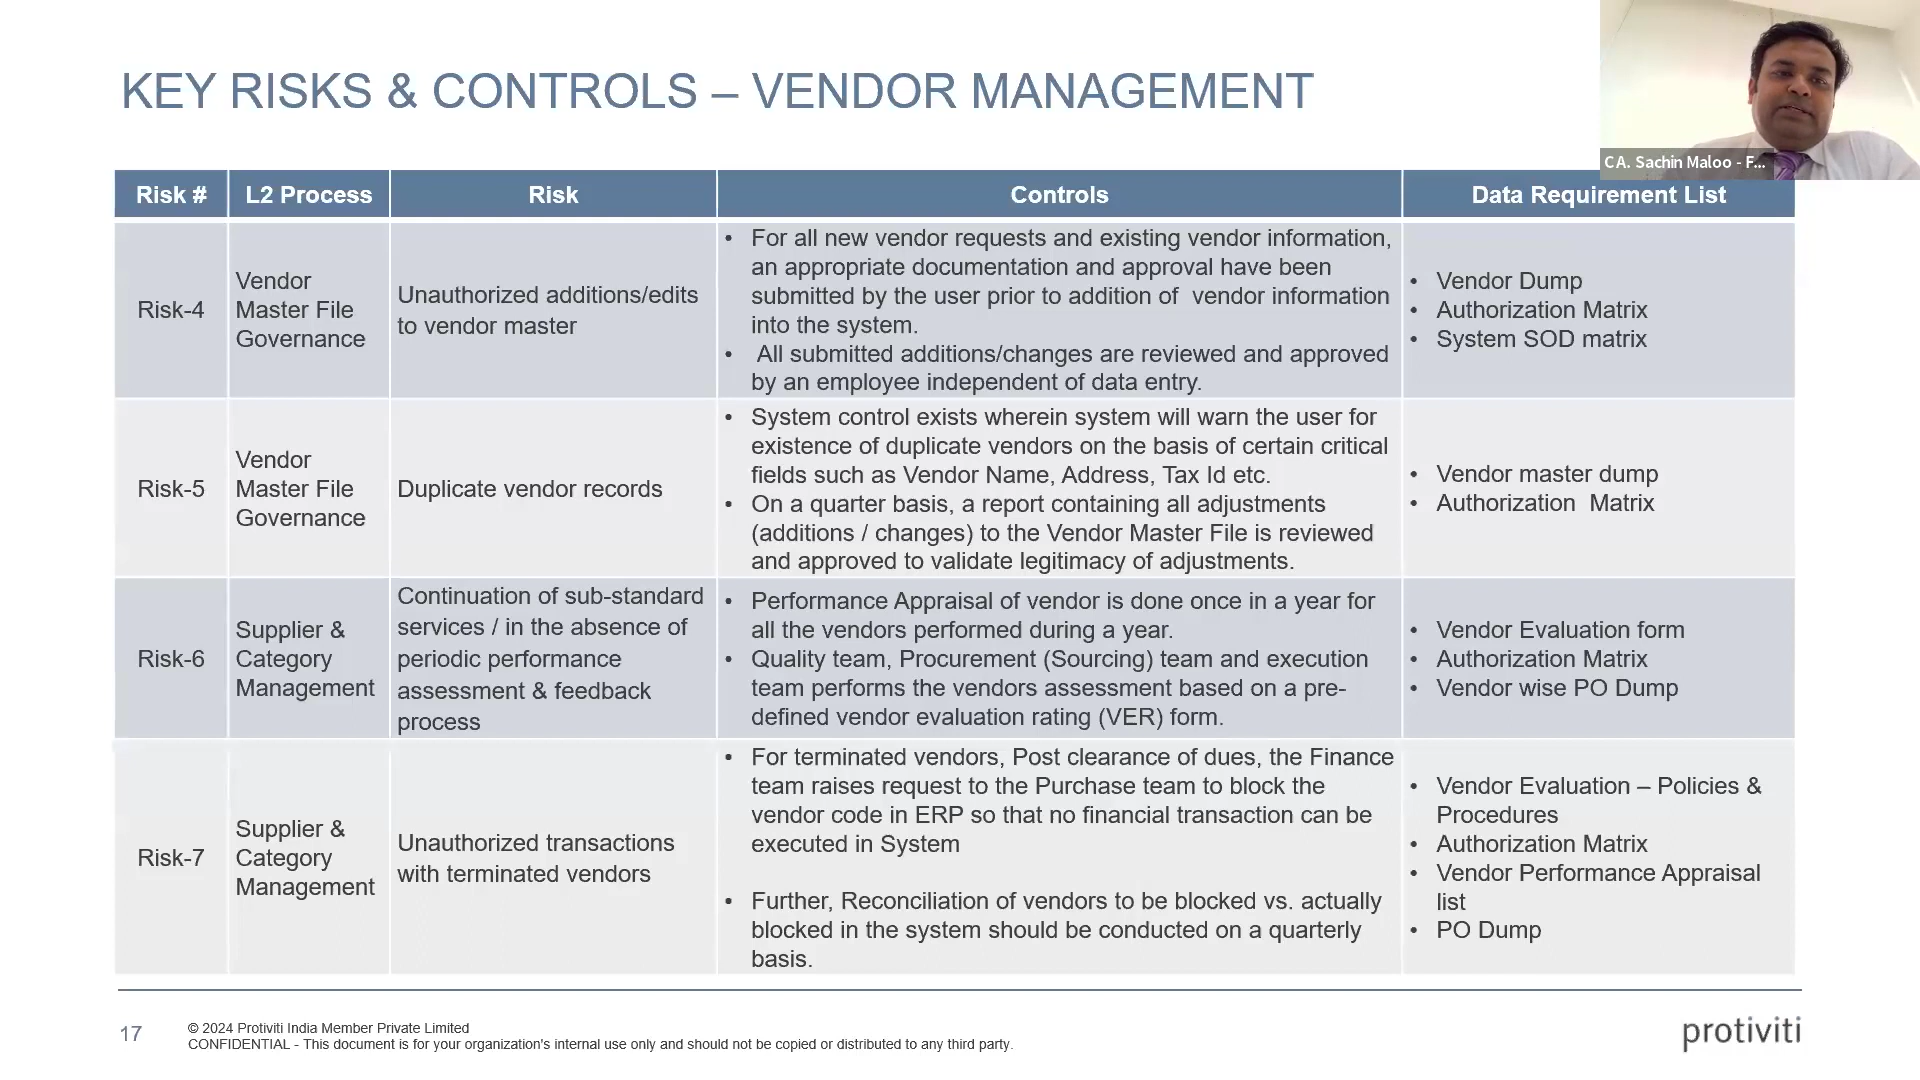 KEY RISKS & CONTROLS – VENDOR MANAGEMENT
CA. Sachin Maloo - F...
Risk #
L2 Process
Risk
Controls
Data Requirement List
Risk-4
Vendor
Master File
Governance
Unauthorized additions/edits
to vendor master
• For all new vendor requests and existing vendor information,
an appropriate documentation and approval have been
submitted by the user prior to addition of vendor information
into the system.
• All submitted additions/changes are reviewed and approved
by an employee independent of data entry.
• Vendor Dump
• Authorization Matrix
• System SOD matrix
Risk-5
Vendor
Master File
Governance
Duplicate vendor records
• System control exists wherein system will warn the user for
existence of duplicate vendors on the basis of certain critical
fields such as Vendor Name, Address, Tax Id etc.
• On a quarter basis, a report containing all adjustments
(additions / changes) to the Vendor Master File is reviewed
and approved to validate legitimacy of adjustments.
• Vendor master dump
• Authorization Matrix
Risk-6
Supplier &
Category
Management
Continuation of sub-standard
services / in the absence of
periodic performance
assessment & feedback
process
• Performance Appraisal of vendor is done once in a year for
all the vendors performed during a year.
• Quality team, Procurement (Sourcing) team and execution
team performs the vendors assessment based on a pre-
defined vendor evaluation rating (VER) form.
• Vendor Evaluation form
• Authorization Matrix
• Vendor wise PO Dump
Risk-7
Supplier &
Category
Management
Unauthorized transactions
with terminated vendors
• For terminated vendors, Post clearance of dues, the Finance
team raises request to the Purchase team to block the
vendor code in ERP so that no financial transaction can be
executed in System
• Further, Reconciliation of vendors to be blocked vs. actually
blocked in the system should be conducted on a quarterly
basis.
• Vendor Evaluation – Policies &
Procedures
• Authorization Matrix
• Vendor Performance Appraisal
list
• PO Dump
17
© 2024 Protiviti India Member Private Limited
CONFIDENTIAL - This document is for your organization's internal use only and should not be copied or distributed to any third party.
protiviti